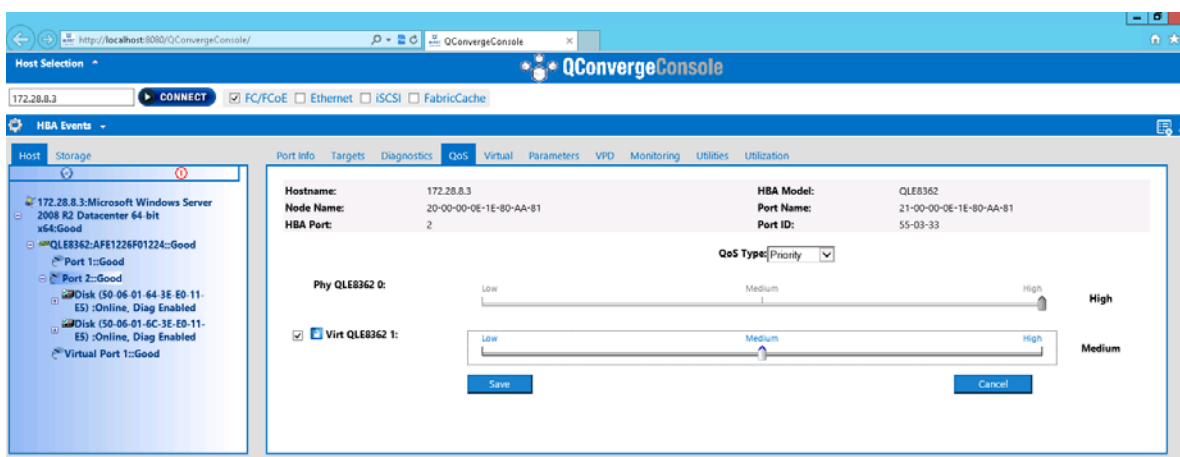 http://localhost:8080/QConvergeConsole/
QConvergeConsole
Host Selection
QConvergeConsole
172.28.8.3
CONNECT
FC/FCoE
Ethernet
iSCSI
FabricCache
HBA Events
Host
Storage
172.28.8.3:Microsoft Windows Server
2008 R2 Datacenter 64-bit
x64:Good
QLE8362:AFE1226F01224::Good
Port 1::Good
Port 2::Good
Disk (50-06-01-64-3E-E0-11-
E5) :Online, Diag Enabled
Disk (50-06-01-6C-3E-E0-11-
E5) :Online, Diag Enabled
Virtual Port 1::Good
Port Info
Targets
Diagnostics
QoS
Virtual
Parameters
VPD
Monitoring
Utilities
Utilization
Hostname: 172.28.8.3 HBA Model: QLE8362
Node Name: 20-00-00-0E-1E-80-AA-81 Port Name: 21-00-00-0E-1E-80-AA-81
HBA Port: 2 Port ID: 55-03-33
QoS Type: Priority
Phy QLE8362 0: Low Medium High High
Virt QLE8362 1: Low Medium High Medium
Save
Cancel